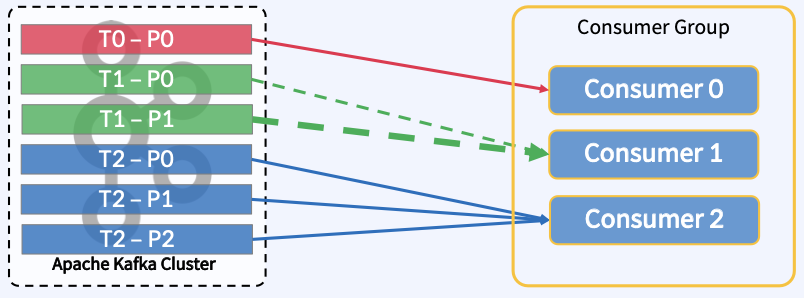 T0 – P0
T1 – P0
T1 – P1
T2 – P0
T2 – P1
T2 – P2
Apache Kafka Cluster
Consumer Group
Consumer 0
Consumer 1
Consumer 2